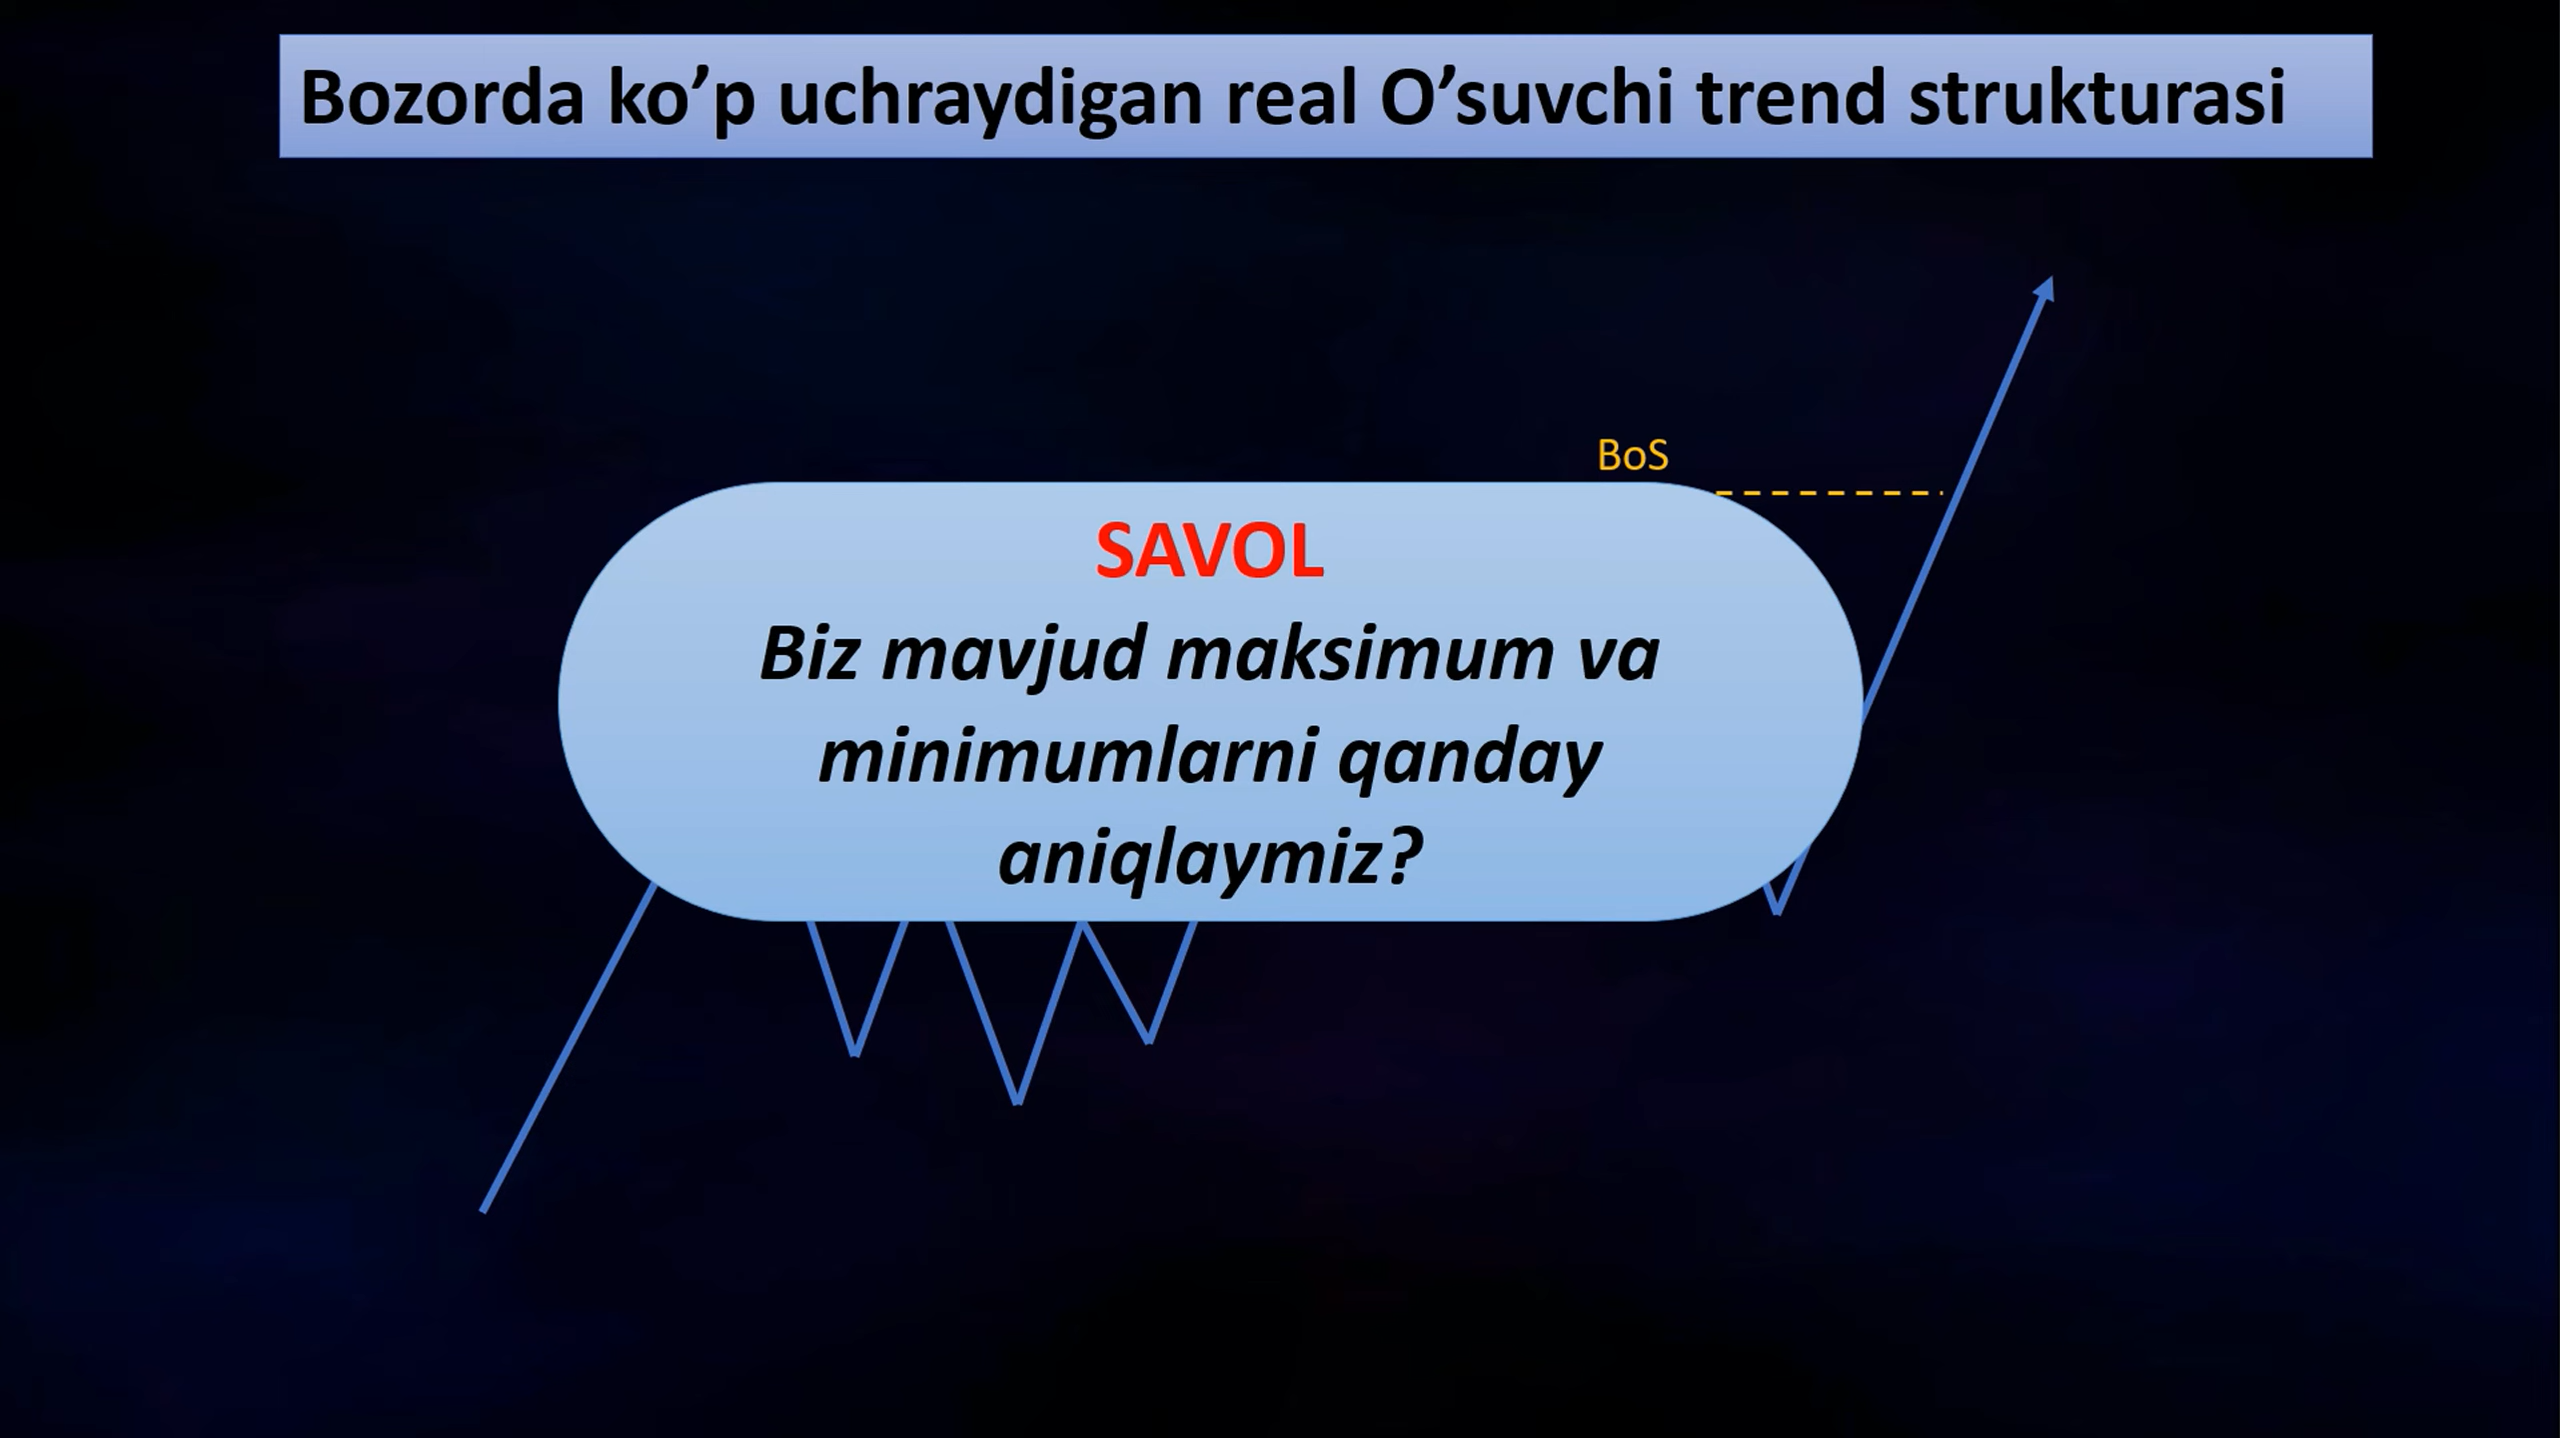 Bozorda ko’p uchraydigan real O’suvchi trend strukturasi
BoS
SAVOL
Biz mavjud maksimum va
minimumlarni qanday
aniqlaymiz?